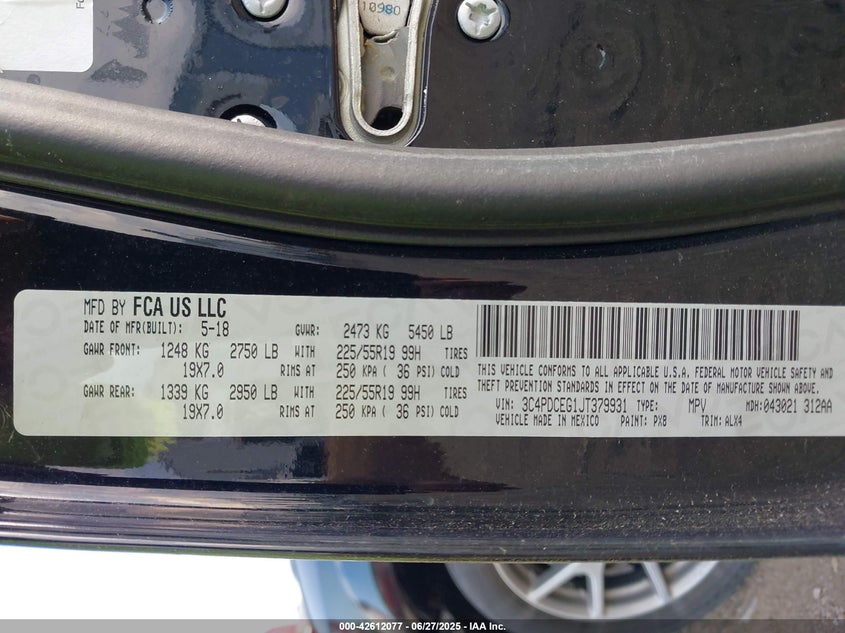 10980
MFD BY FCA US LLC
DATE OF MFR(BUILT): 5-18 GVWR: 2473 KG 5450 LB
GAWR FRONT: 1248 KG 2750 LB WITH 225/55R19 99H TIRES
19X7.0 RIMS AT 250 KPA ( 36 PSI) COLD
GAWR REAR: 1339 KG 2950 LB WITH 225/55R19 99H TIRES
19X7.0 RIMS AT 250 KPA ( 36 PSI) COLD
THIS VEHICLE CONFORMS TO ALL APPLICABLE U.S.A. FEDERAL MOTOR VEHICLE SAFETY AND
THEFT PREVENTION STANDARDS IN EFFECT ON THE DATE OF MANUFACTURE SHOWN ABOVE.
VIN: 3C4PDCEG1JT379931 TYPE: MPV MDH: 043021 312AA
VEHICLE MADE IN MEXICO PAINT: PX8 TRIM: ALX4
000-42612077 - 06/27/2025 - IAA Inc.